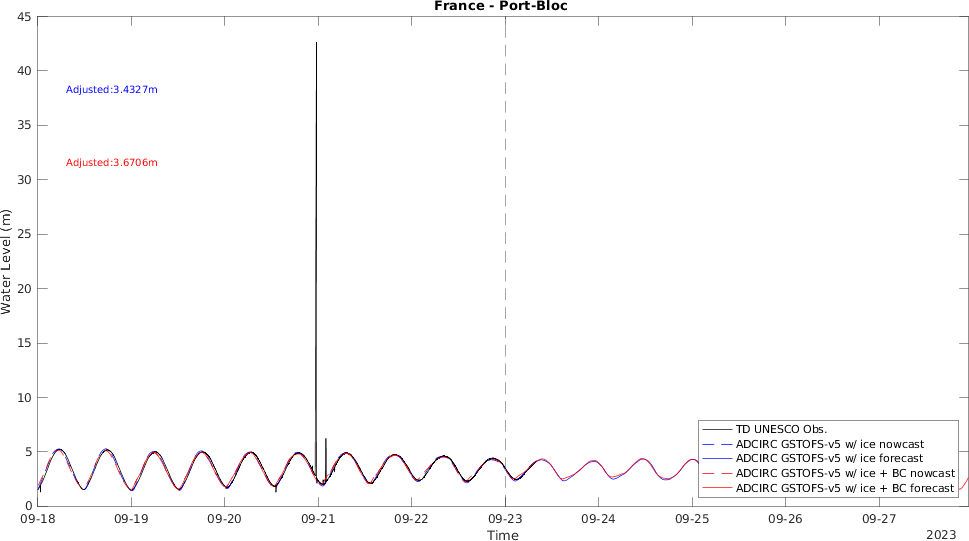 France - Port-Bloc
45
40
35
30
25
20
15
10
5
0
Water Level (m)
Adjusted:3.4327m
Adjusted:3.6706m
TD UNESCO Obs.
ADCIRC GSTOFS-v5 w/ ice nowcast
ADCIRC GSTOFS-v5 w/ ice forecast
ADCIRC GSTOFS-v5 w/ ice + BC nowcast
ADCIRC GSTOFS-v5 w/ ice + BC forecast
09-18 09-19 09-20 09-21 09-22 09-23 09-24 09-25 09-26 09-27
Time
2023